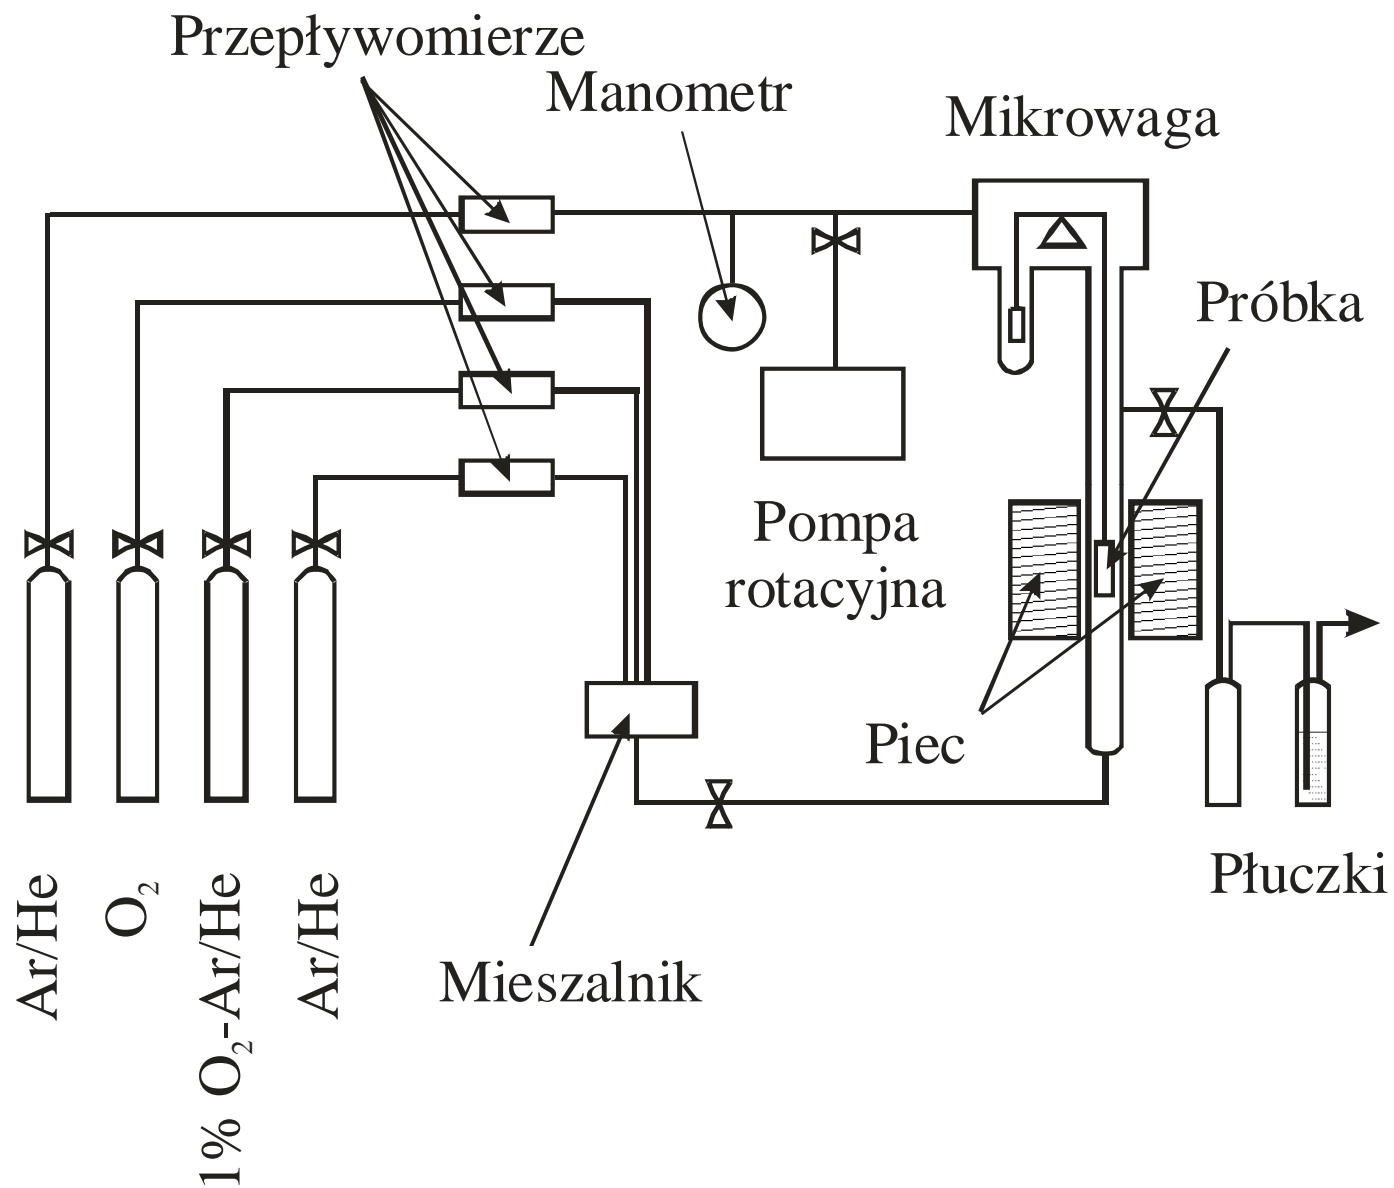 Przepływomierze
Manometr
Mikrowaga
Próbka
Pompa
rotacyjna
Piec
Płuczki
Mieszalnik
Ar/He
O₂
1% O₂-Ar/He
Ar/He